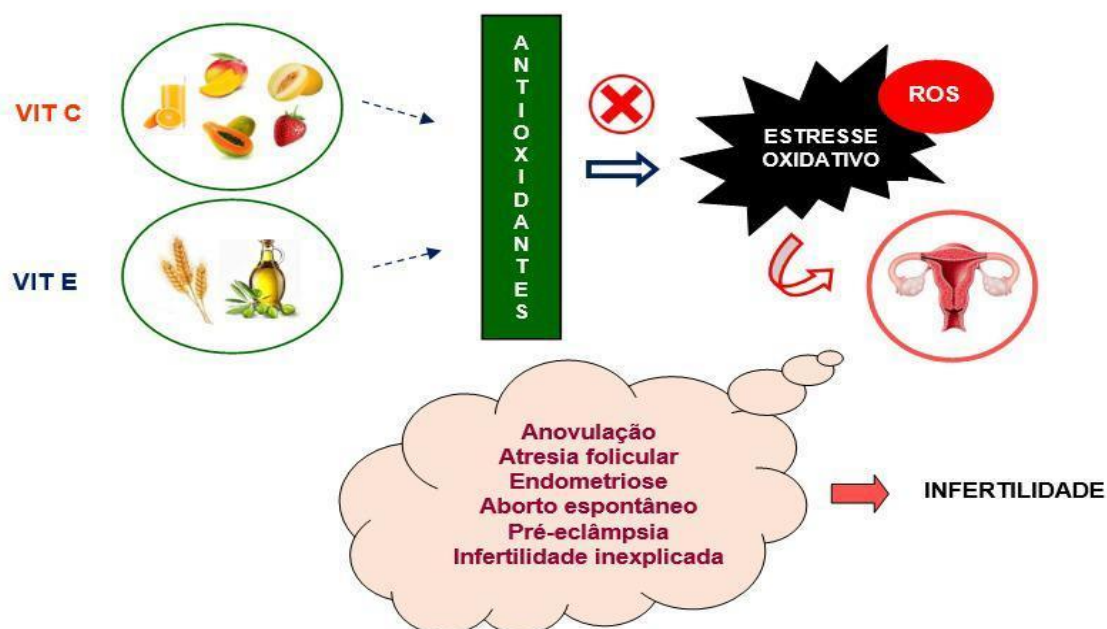 VIT C
VIT E
ANTIOXIDANTES
ROS
ESTRESSE
OXIDATIVO
Anovulação
Atresia folicular
Endometriose
Aborto espontâneo
Pré-eclâmpsia
Infertilidade inexplicada
INFERTILIDADE